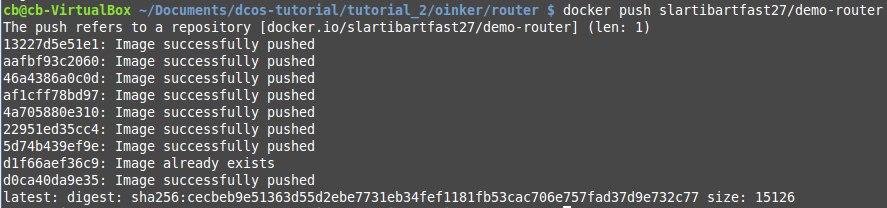 cb@cb-VirtualBox ~/Documents/dcos-tutorial/tutorial_2/oinker/router $ docker push slartibartfast27/demo-router
The push refers to a repository [docker.io/slartibartfast27/demo-router] (len: 1)
13227d5e51e1: Image successfully pushed
aafbf93c2060: Image successfully pushed
46a4386a0c0d: Image successfully pushed
af1cff78bd97: Image successfully pushed
4a705880e310: Image successfully pushed
22951ed35cc4: Image successfully pushed
5d74b439ef9e: Image successfully pushed
d1f66aef36c9: Image already exists
d0ca40da9e35: Image successfully pushed
latest: digest: sha256:cecbeb9e51363d55d2ebe7731eb34fef1181fb53cac706e757fad37d9e732c77 size: 15126